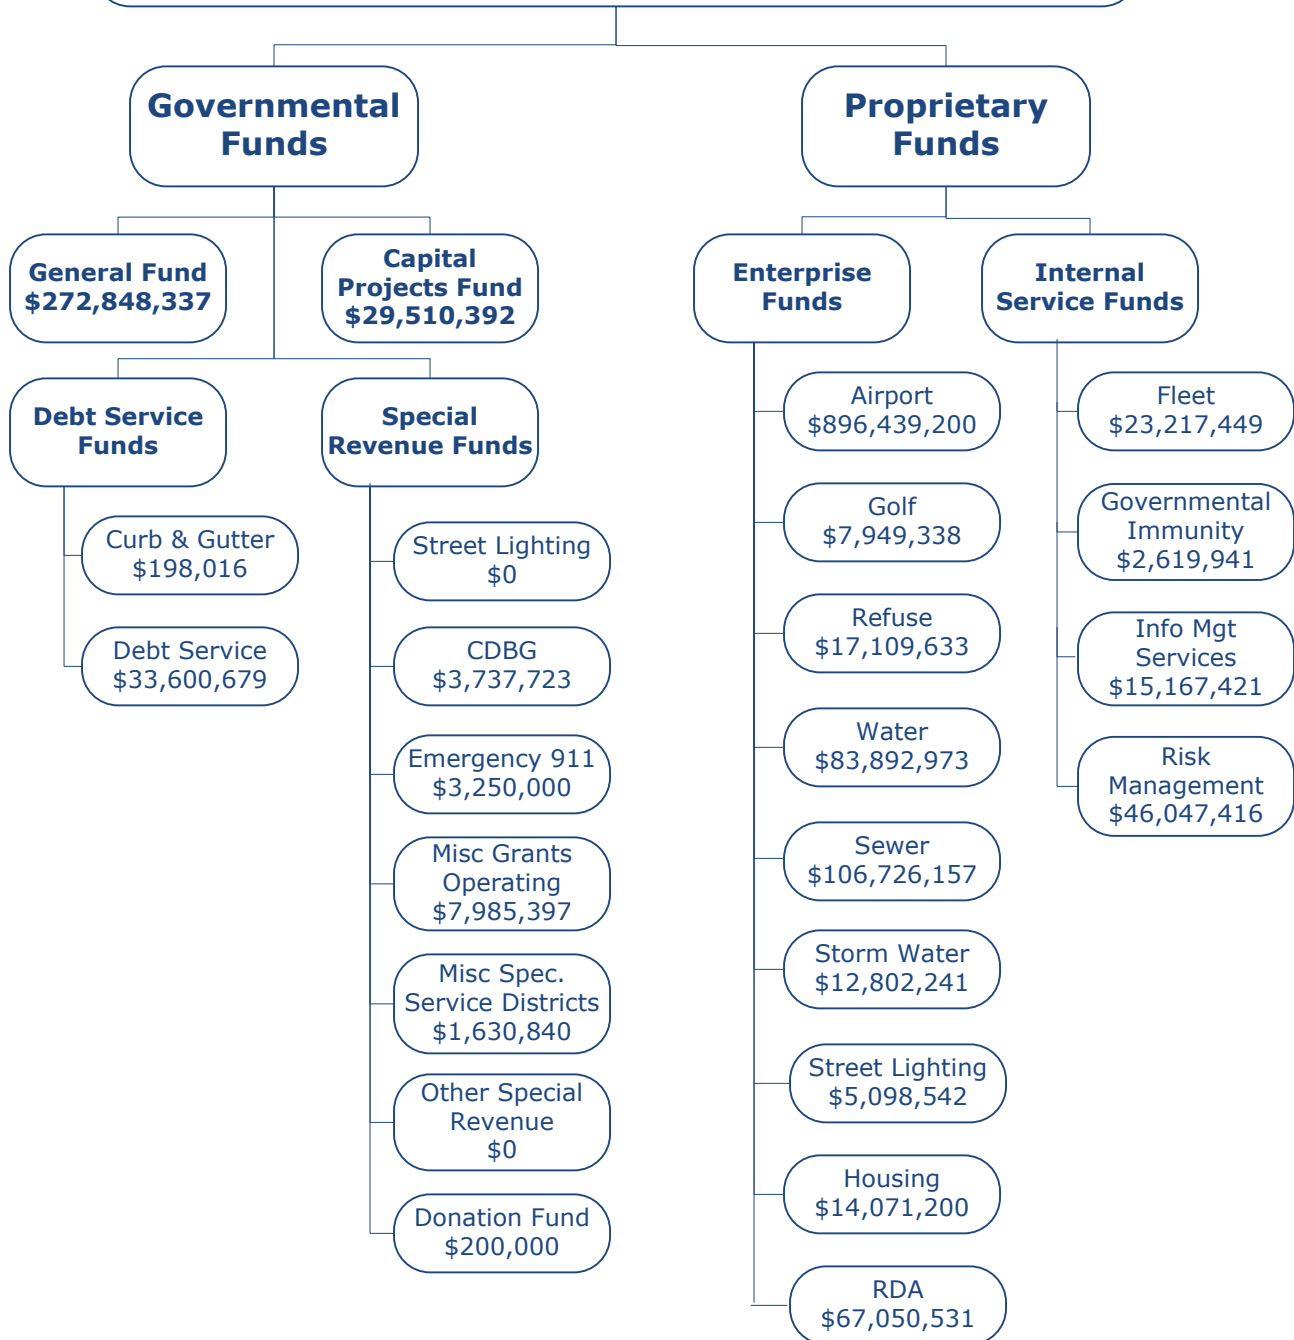 Governmental
Funds
General Fund
$272,848,337
Capital
Projects Fund
$29,510,392
Debt Service
Funds
Curb & Gutter
$198,016
Debt Service
$33,600,679
Special
Revenue Funds
Street Lighting
$0
CDBG
$3,737,723
Emergency 911
$3,250,000
Misc Grants
Operating
$7,985,397
Misc Spec.
Service Districts
$1,630,840
Other Special
Revenue
$0
Donation Fund
$200,000
Proprietary
Funds
Enterprise
Funds
Airport
$896,439,200
Golf
$7,949,338
Refuse
$17,109,633
Water
$83,892,973
Sewer
$106,726,157
Storm Water
$12,802,241
Street Lighting
$5,098,542
Housing
$14,071,200
RDA
$67,050,531
Internal
Service Funds
Fleet
$23,217,449
Governmental
Immunity
$2,619,941
Info Mgt
Services
$15,167,421
Risk
Management
$46,047,416